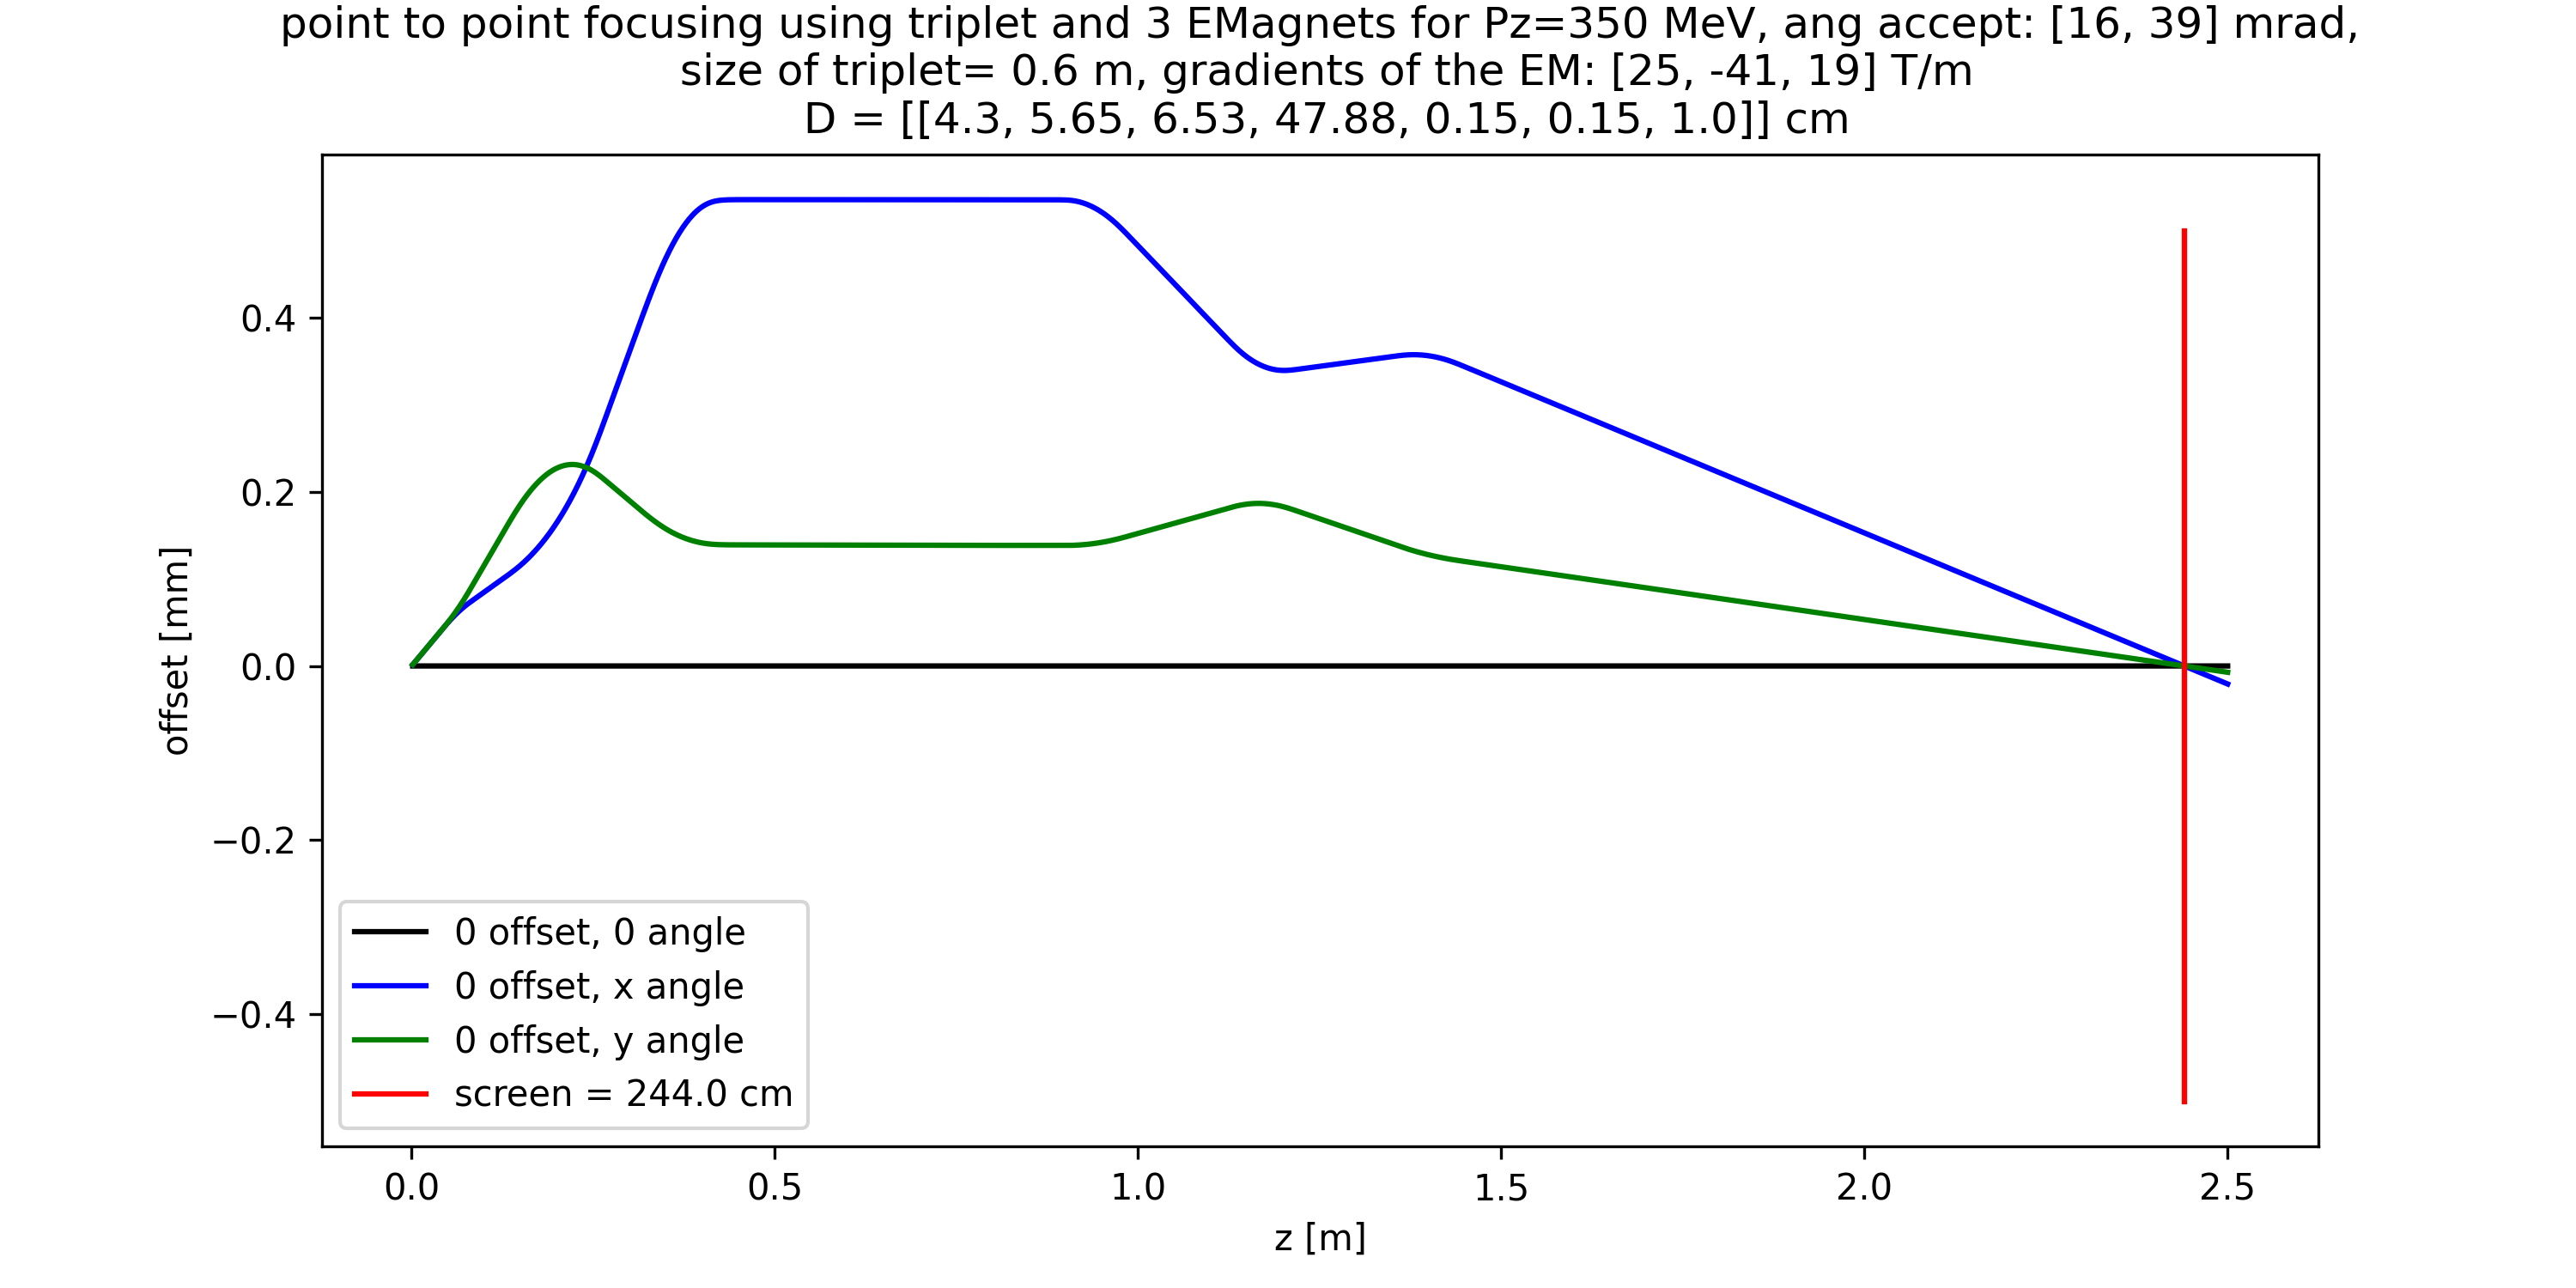 point to point focusing using triplet and 3 EMagnets for Pz=350 MeV, ang accept: [16, 39] mrad,
size of triplet= 0.6 m, gradients of the EM: [25, -41, 19] T/m
D = [[4.3, 5.65, 6.53, 47.88, 0.15, 0.15, 1.0]] cm
offset [mm]
0.4
0.2
0.0
−0.2
−0.4
0 offset, 0 angle
0 offset, x angle
0 offset, y angle
screen = 244.0 cm
0.0 0.5 1.0 1.5 2.0 2.5
z [m]